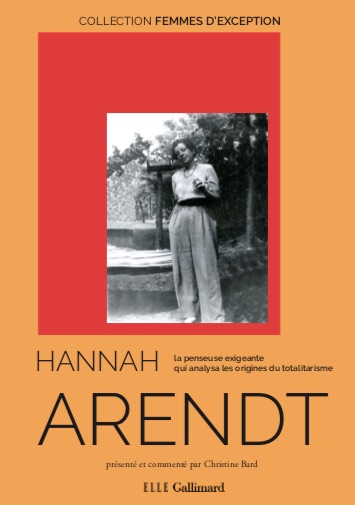 COLLECTION FEMMES D'EXCEPTION
HANNAH
la penseuse exigeante
qui analysa les origines du totalitarisme
ARENDT
présenté et commenté par Christine Bard
ELLE Gallimard